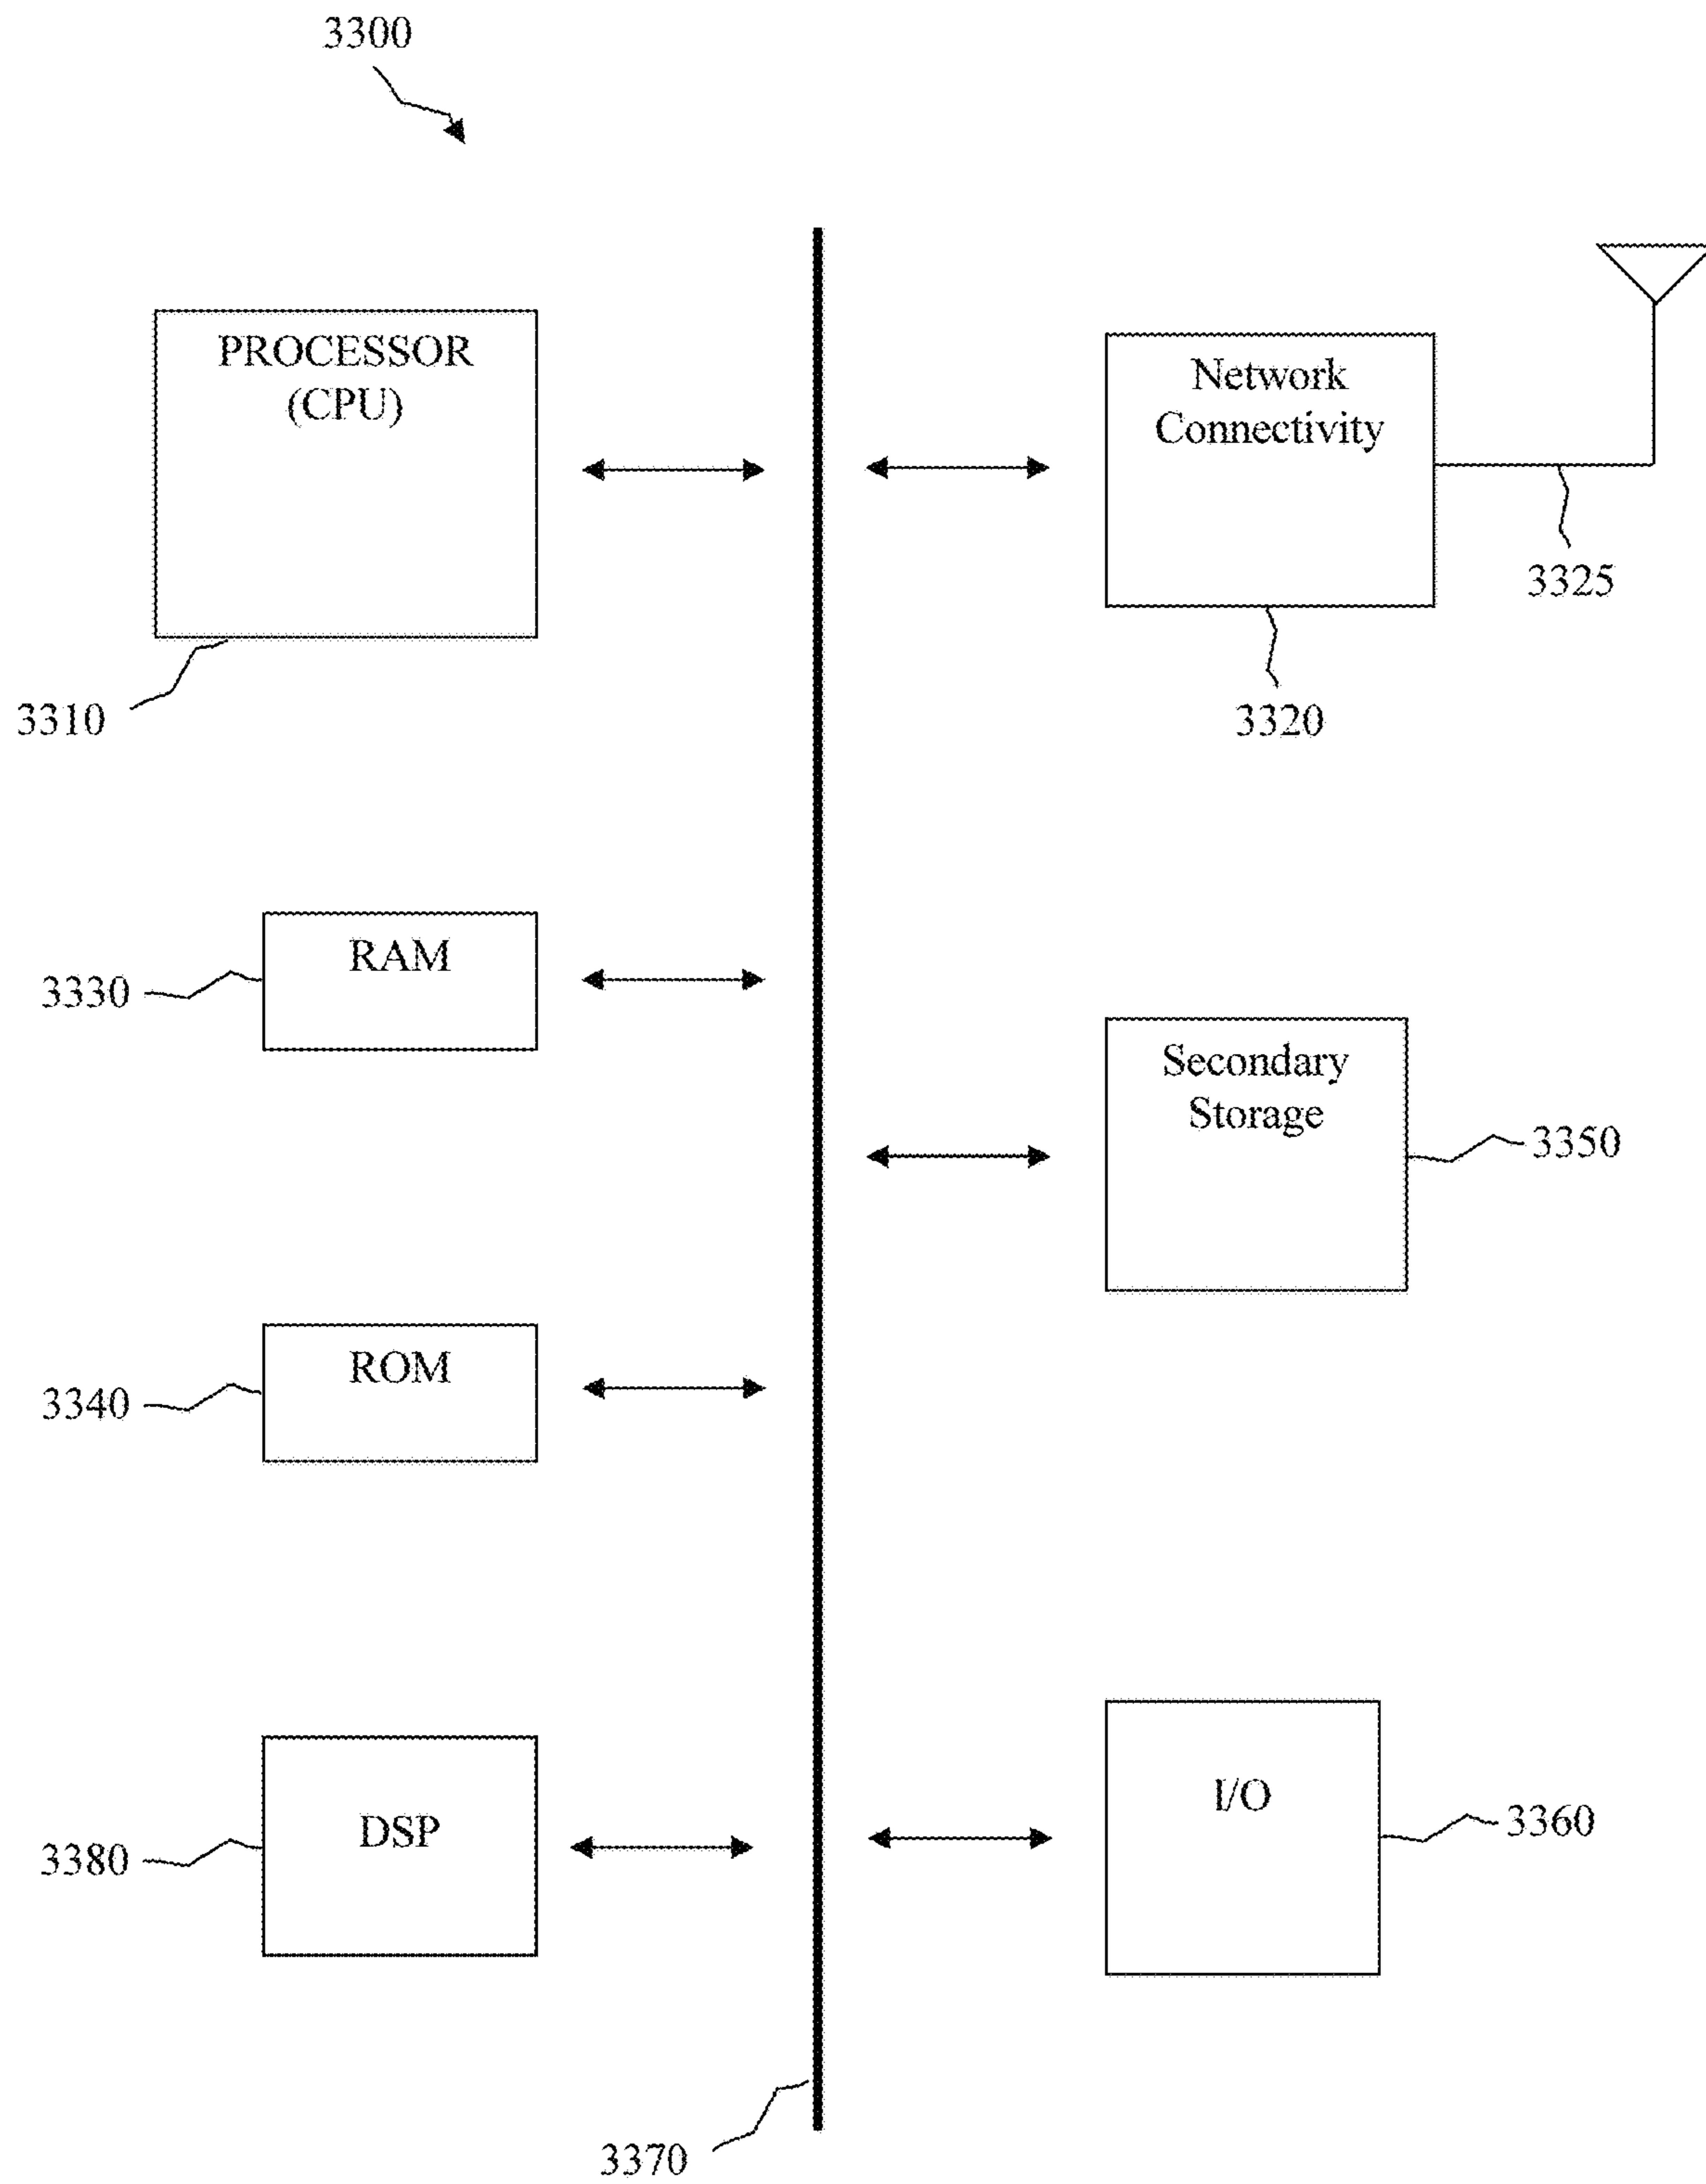 3300
PROCESSOR
(CPU)
3310
Network
Connectivity
3325
3320
RAM
3330
Secondary
Storage
3350
ROM
3340
DSP
3380
I/O
3360
3370